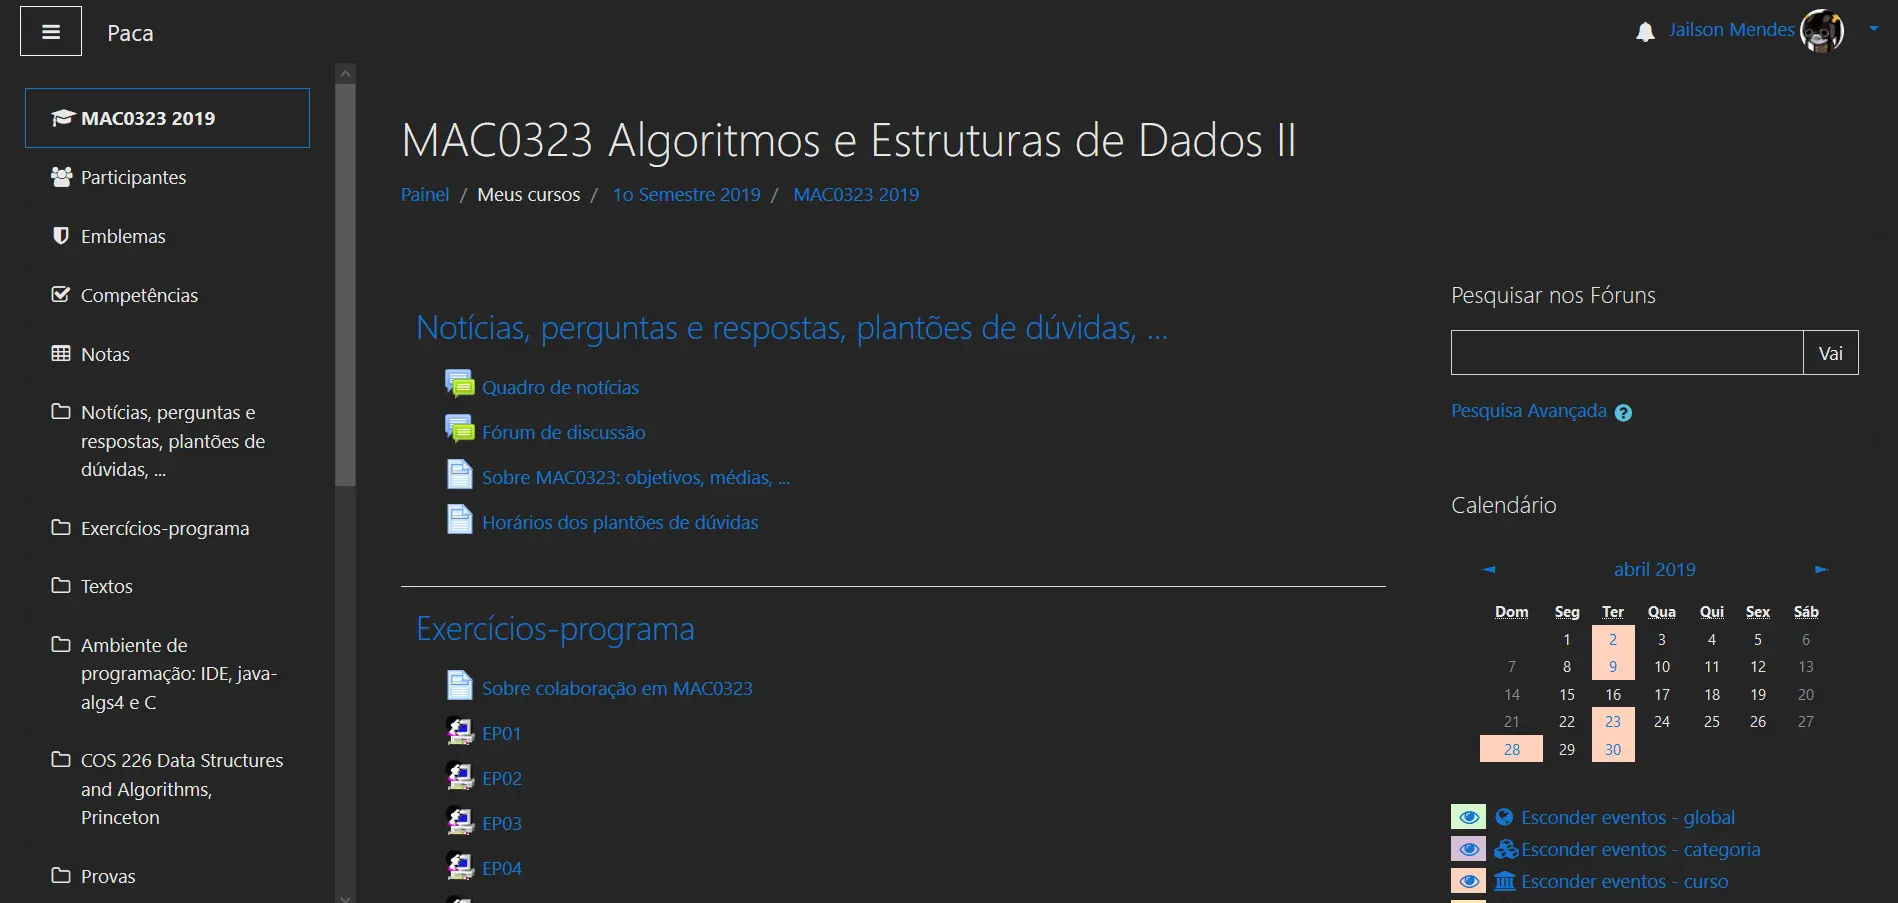 Paca
Jailson Mendes
MAC0323 2019
Participantes
Emblemas
Competências
Notas
Notícias, perguntas e
respostas, plantões de
dúvidas, ...
Exercícios-programa
Textos
Ambiente de
programação: IDE, java-
algs4 e C
COS 226 Data Structures
and Algorithms,
Princeton
Provas
MAC0323 Algoritmos e Estruturas de Dados II
Painel / Meus cursos / 1o Semestre 2019 / MAC0323 2019
Notícias, perguntas e respostas, plantões de dúvidas, ...
Quadro de notícias
Fórum de discussão
Sobre MAC0323: objetivos, médias, ...
Horários dos plantões de dúvidas
Exercícios-programa
Sobre colaboração em MAC0323
EP01
EP02
EP03
EP04
Pesquisar nos Fóruns
Vai
Pesquisa Avançada ?
Calendário
◄ abril 2019 ►
Dom Seg Ter Qua Qui Sex Sáb
1 2 3 4 5 6
7 8 9 10 11 12 13
14 15 16 17 18 19 20
21 22 23 24 25 26 27
28 29 30
Esconder eventos - global
Esconder eventos - categoria
Esconder eventos - curso